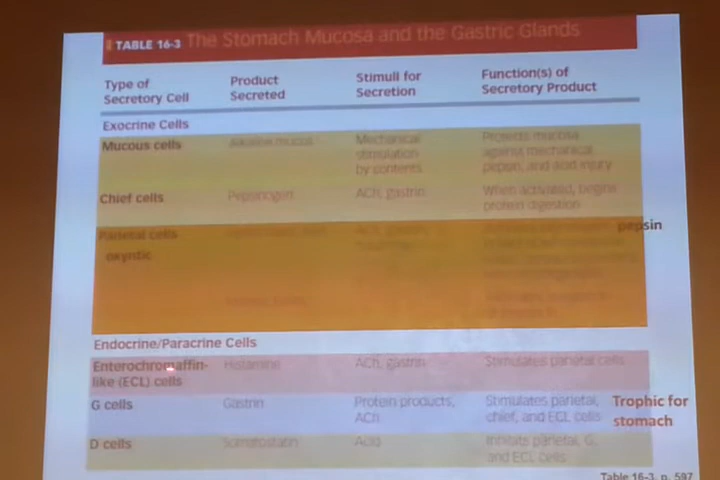 TABLE 16-3 The Stomach Mucosa and the Gastric Glands
Type of Secretory Cell Product Secreted Stimuli for Secretion Function(s) of Secretory Product
Exocrine Cells
Mucous cells Alkaline mucus Mechanical stimulation by contents Protects mucosa against mechanical, pepsin, and acid injury
Chief cells Pepsinogen ACh, gastrin When activated, begins protein digestion
Parietal cells
oxyntic
pepsin
Endocrine/Paracrine Cells
Enterochromaffin-like (ECL) cells Histamine ACh, gastrin Stimulates parietal cells
G cells Gastrin Protein products, ACh Stimulates parietal, chief, and ECL cells Trophic for stomach
D cells Somatostatin Acid Inhibits parietal, G, and ECL cells
Table 16-3, p. 597